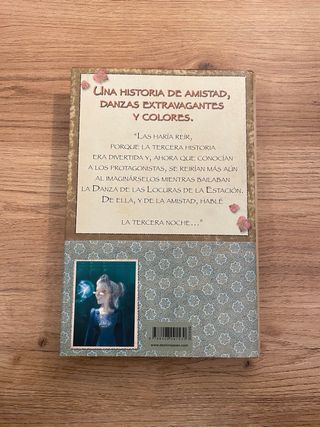 UNA HISTORIA DE AMISTAD,
DANZAS EXTRAVAGANTES
Y COLORES.
"LAS HARÍA REÍR,
PORQUE LA TERCERA HISTORIA
ERA DIVERTIDA Y, AHORA QUE CONOCÍAN
A LOS PROTAGONISTAS, SE REIRÍAN MÁS AÚN
AL IMAGINÁRSELOS MIENTRAS BAILABAN
LA DANZA DE LAS LOCURAS DE LA ESTACIÓN.
DE ELLA, Y DE LA AMISTAD, HABLÉ
LA TERCERA NOCHE..."